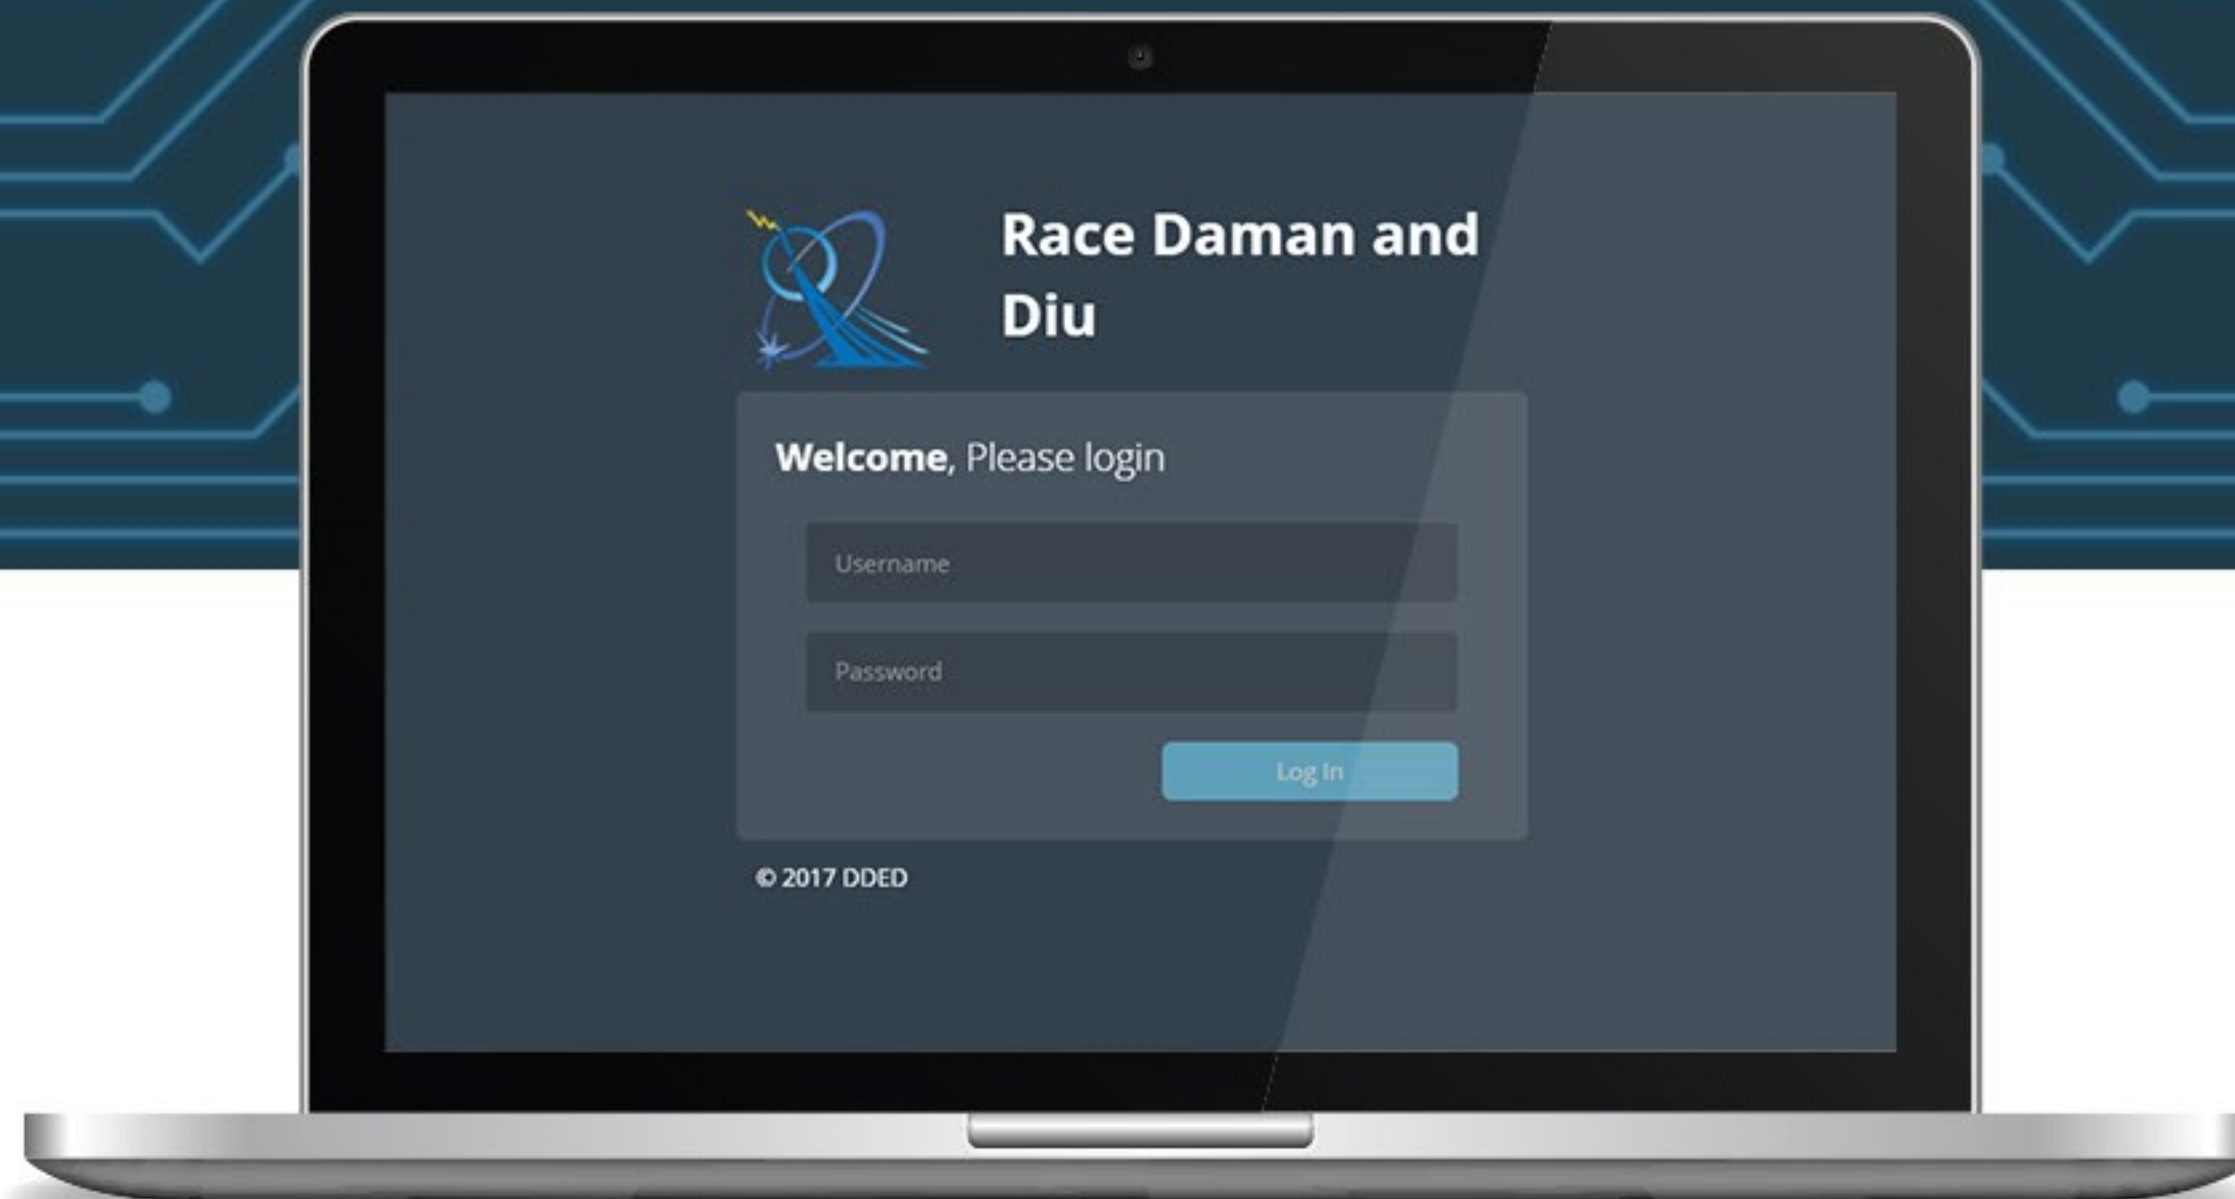 Race Daman and
Diu
Welcome, Please login
Username
Password
Log In
© 2017 DDED